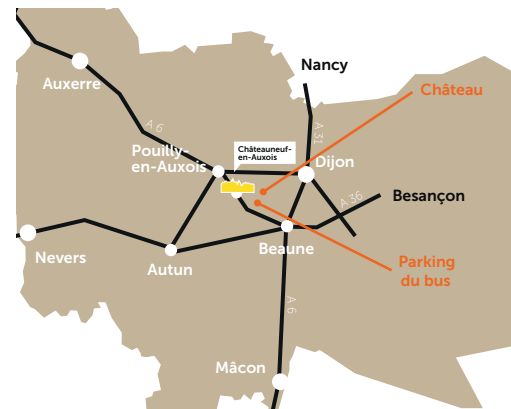 Nancy
Auxerre
Château
A 6
A 31
Châteauneuf-
en-Auxois
Pouilly-
en-Auxois
Dijon
A 36
Besançon
Nevers
Autun
Beaune
Parking
du bus
A 6
Mâcon